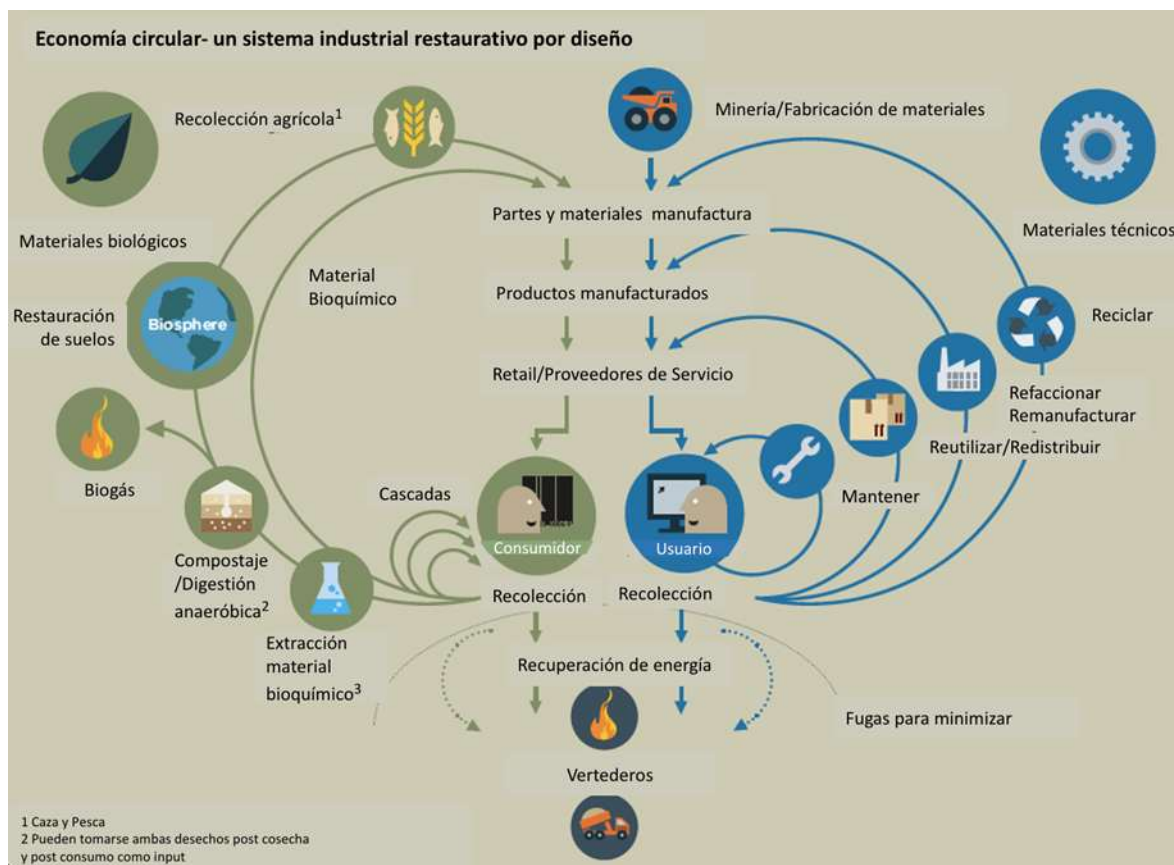 Economía circular- un sistema industrial restaurativo por diseño
Recolección agrícola1
Minería/Fabricación de materiales
Partes y materiales manufactura
Materiales biológicos
Materiales técnicos
Material
Bioquímico
Productos manufacturados
Restauración
de suelos
Biosphere
Reciclar
Retail/Proveedores de Servicio
Refaccionar
Remanufacturar
Reutilizar/Redistribuir
Biogás
Cascadas
Mantener
Consumidor
Usuario
Compostaje
/Digestión
anaeróbica2
Recolección
Recolección
Extracción
material
bioquímico3
Recuperación de energía
Fugas para minimizar
Vertederos
1 Caza y Pesca
2 Pueden tomarse ambas desechos post cosecha
y post consumo como input